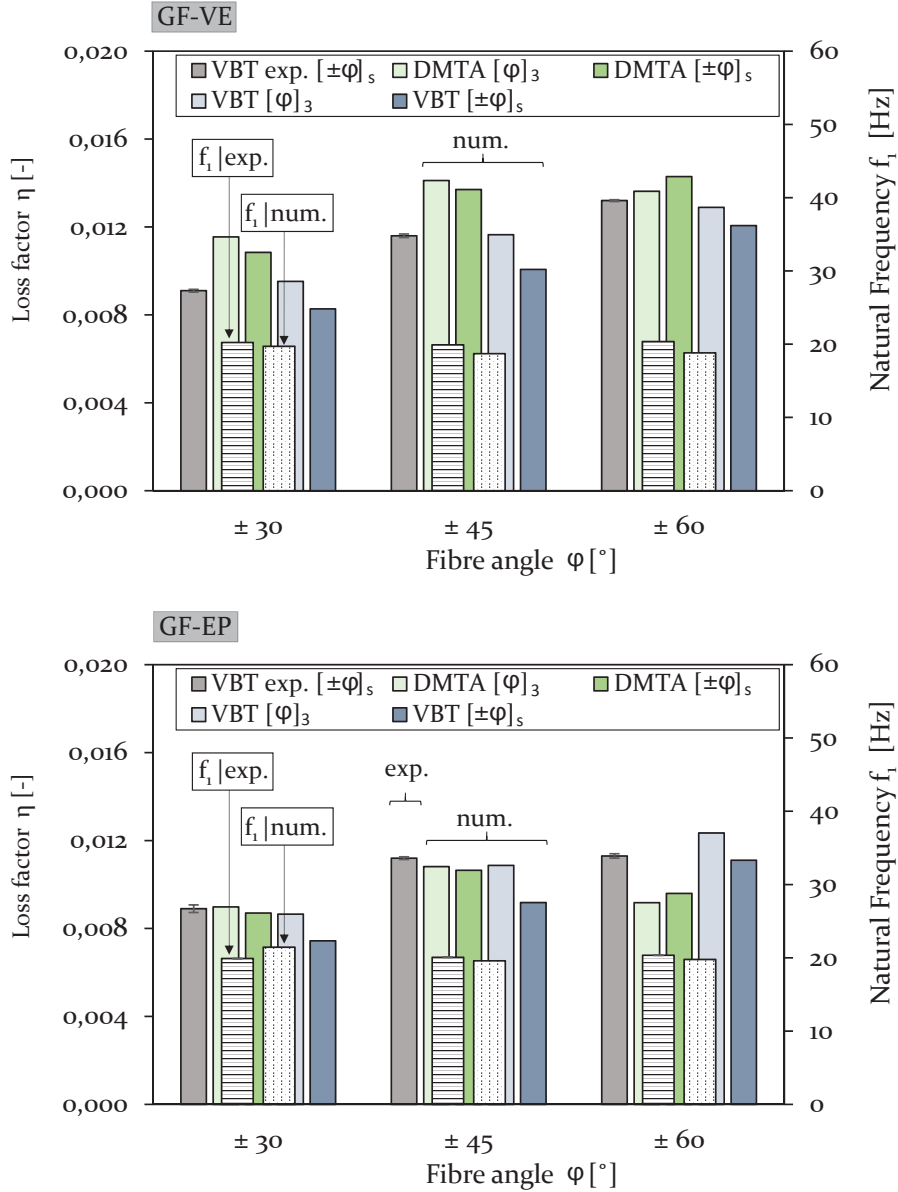 GF-VE
0,020
0,016
0,012
0,008
0,004
0,000
Loss factor η [-]
60
50
40
30
20
10
0
Natural Frequency f₁ [Hz]
VBT exp. [±φ]ₛ
DMTA [φ]₃
DMTA [±φ]ₛ
VBT [φ]₃
VBT [±φ]ₛ
f₁|exp.
f₁|num.
num.
± 30
± 45
± 60
Fibre angle φ [°]
GF-EP
0,020
0,016
0,012
0,008
0,004
0,000
Loss factor η [-]
60
50
40
30
20
10
0
Natural Frequency f₁ [Hz]
VBT exp. [±φ]ₛ
DMTA [φ]₃
DMTA [±φ]ₛ
VBT [φ]₃
VBT [±φ]ₛ
f₁|exp.
f₁|num.
exp.
num.
± 30
± 45
± 60
Fibre angle φ [°]